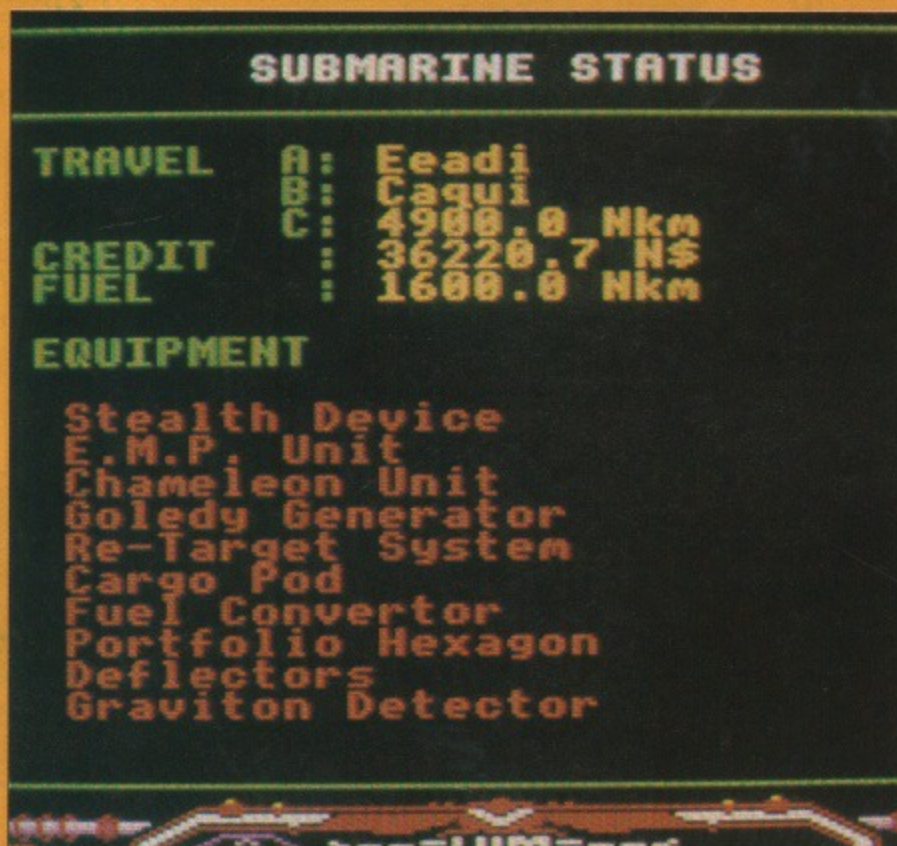 SUBMARINE STATUS
TRAVEL A: Eeadi
B: Caqui
C: 4900.0 Nkm
CREDIT : 36220.7 N$
FUEL : 1600.0 Nkm
EQUIPMENT
Stealth Device
E.M.P. Unit
Chameleon Unit
Goledy Generator
Re-Target System
Cargo Pod
Fuel Convertor
Portfolio Hexagon
Deflectors
Graviton Detector